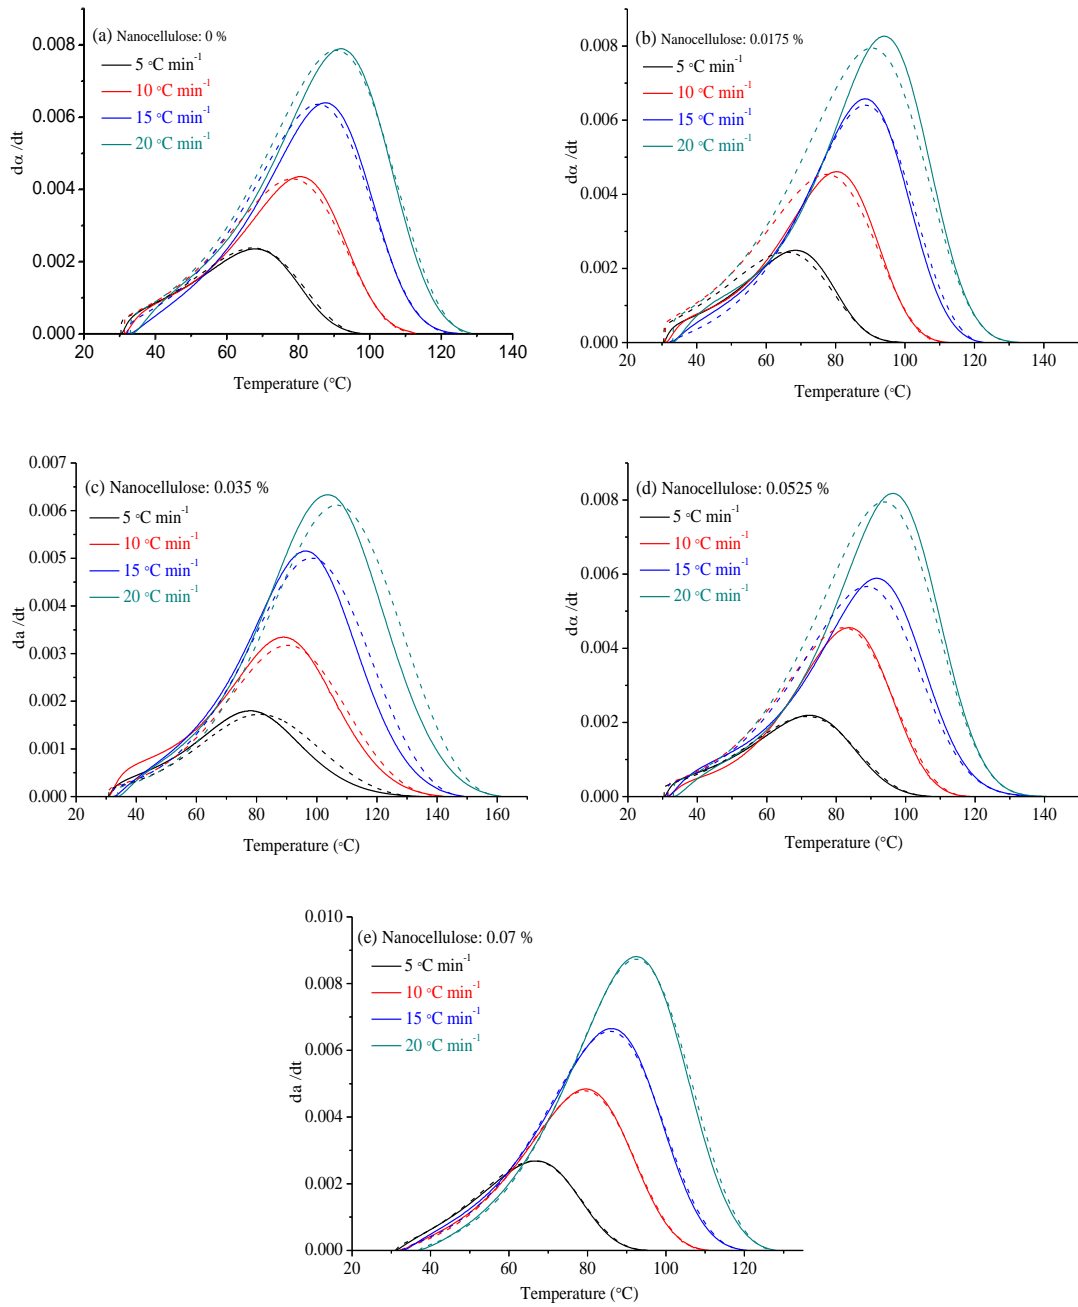 (a) Nanocellulose: 0 %
5 °C min⁻¹
10 °C min⁻¹
15 °C min⁻¹
20 °C min⁻¹
0.008
0.006
0.004
0.002
0.000
dα /dt
20 40 60 80 100 120 140
Temperature (°C)
(b) Nanocellulose: 0.0175 %
5 °C min⁻¹
10 °C min⁻¹
15 °C min⁻¹
20 °C min⁻¹
0.008
0.006
0.004
0.002
0.000
dα /dt
20 40 60 80 100 120 140
Temperature (°C)
(c) Nanocellulose: 0.035 %
5 °C min⁻¹
10 °C min⁻¹
15 °C min⁻¹
20 °C min⁻¹
0.007
0.006
0.005
0.004
0.003
0.002
0.001
0.000
da /dt
20 40 60 80 100 120 140 160
Temperature (°C)
(d) Nanocellulose: 0.0525 %
5 °C min⁻¹
10 °C min⁻¹
15 °C min⁻¹
20 °C min⁻¹
0.008
0.006
0.004
0.002
0.000
dα /dt
20 40 60 80 100 120 140
Temperature (°C)
(e) Nanocellulose: 0.07 %
5 °C min⁻¹
10 °C min⁻¹
15 °C min⁻¹
20 °C min⁻¹
0.010
0.008
0.006
0.004
0.002
0.000
da /dt
20 40 60 80 100 120
Temperature (°C)